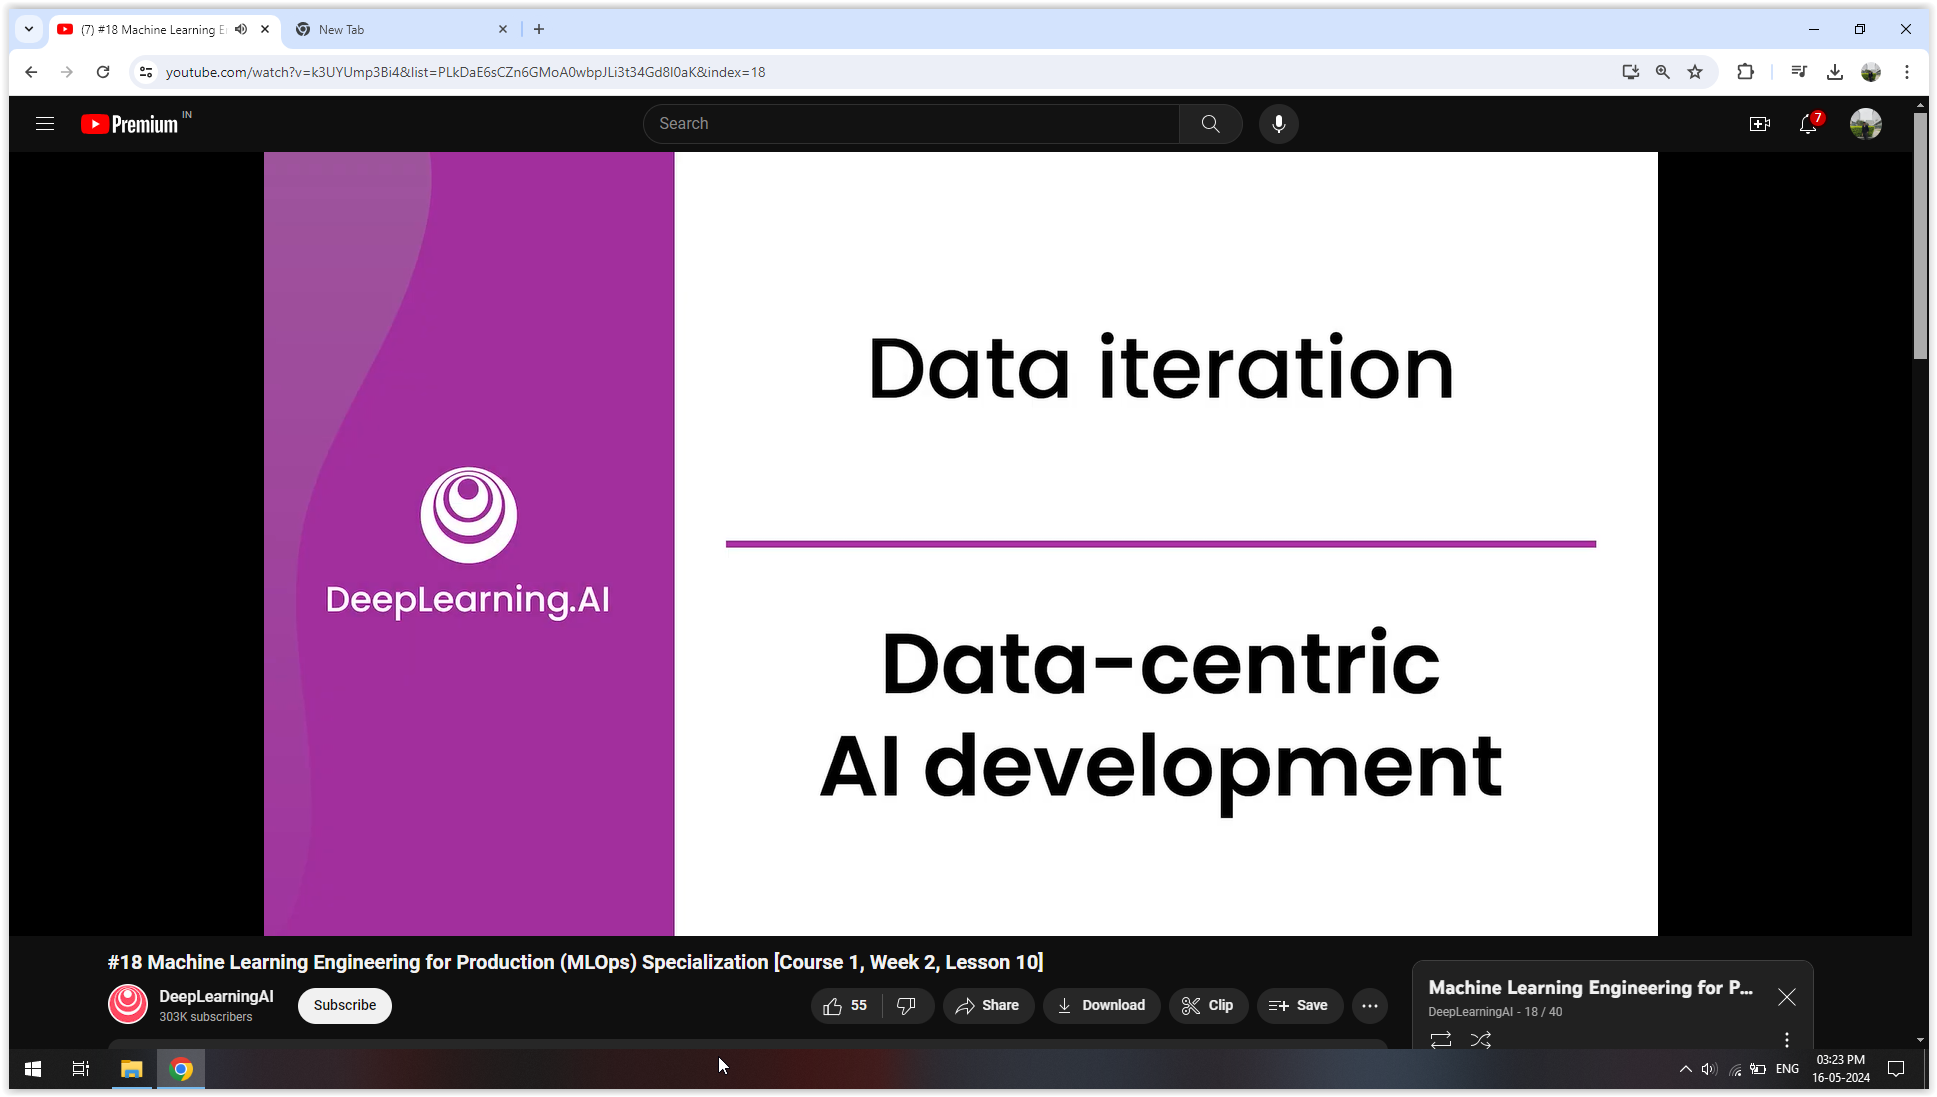 (7) #18 Machine Learning E
New Tab
youtube.com/watch?v=k3UYUmp3Bi4&list=PLkDaE6sCZn6GMoA0wbpJLi3t34Gd8l0aK&index=18
Premium IN
Search
7
Data iteration
DeepLearning.AI
Data-centric
AI development
#18 Machine Learning Engineering for Production (MLOps) Specialization [Course 1, Week 2, Lesson 10]
DeepLearningAI
303K subscribers
Subscribe
55
Share
Download
Clip
Save
Machine Learning Engineering for P...
DeepLearningAI - 18 / 40
ENG
03:23 PM
16-05-2024